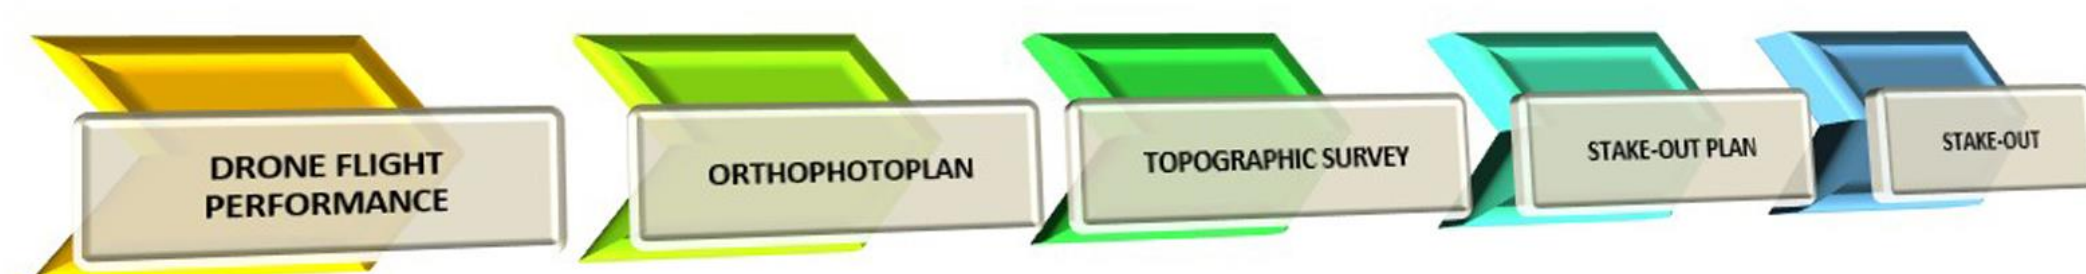 DRONE FLIGHT
PERFORMANCE
ORTHOPHOTOPLAN
TOPOGRAPHIC SURVEY
STAKE-OUT PLAN
STAKE-OUT